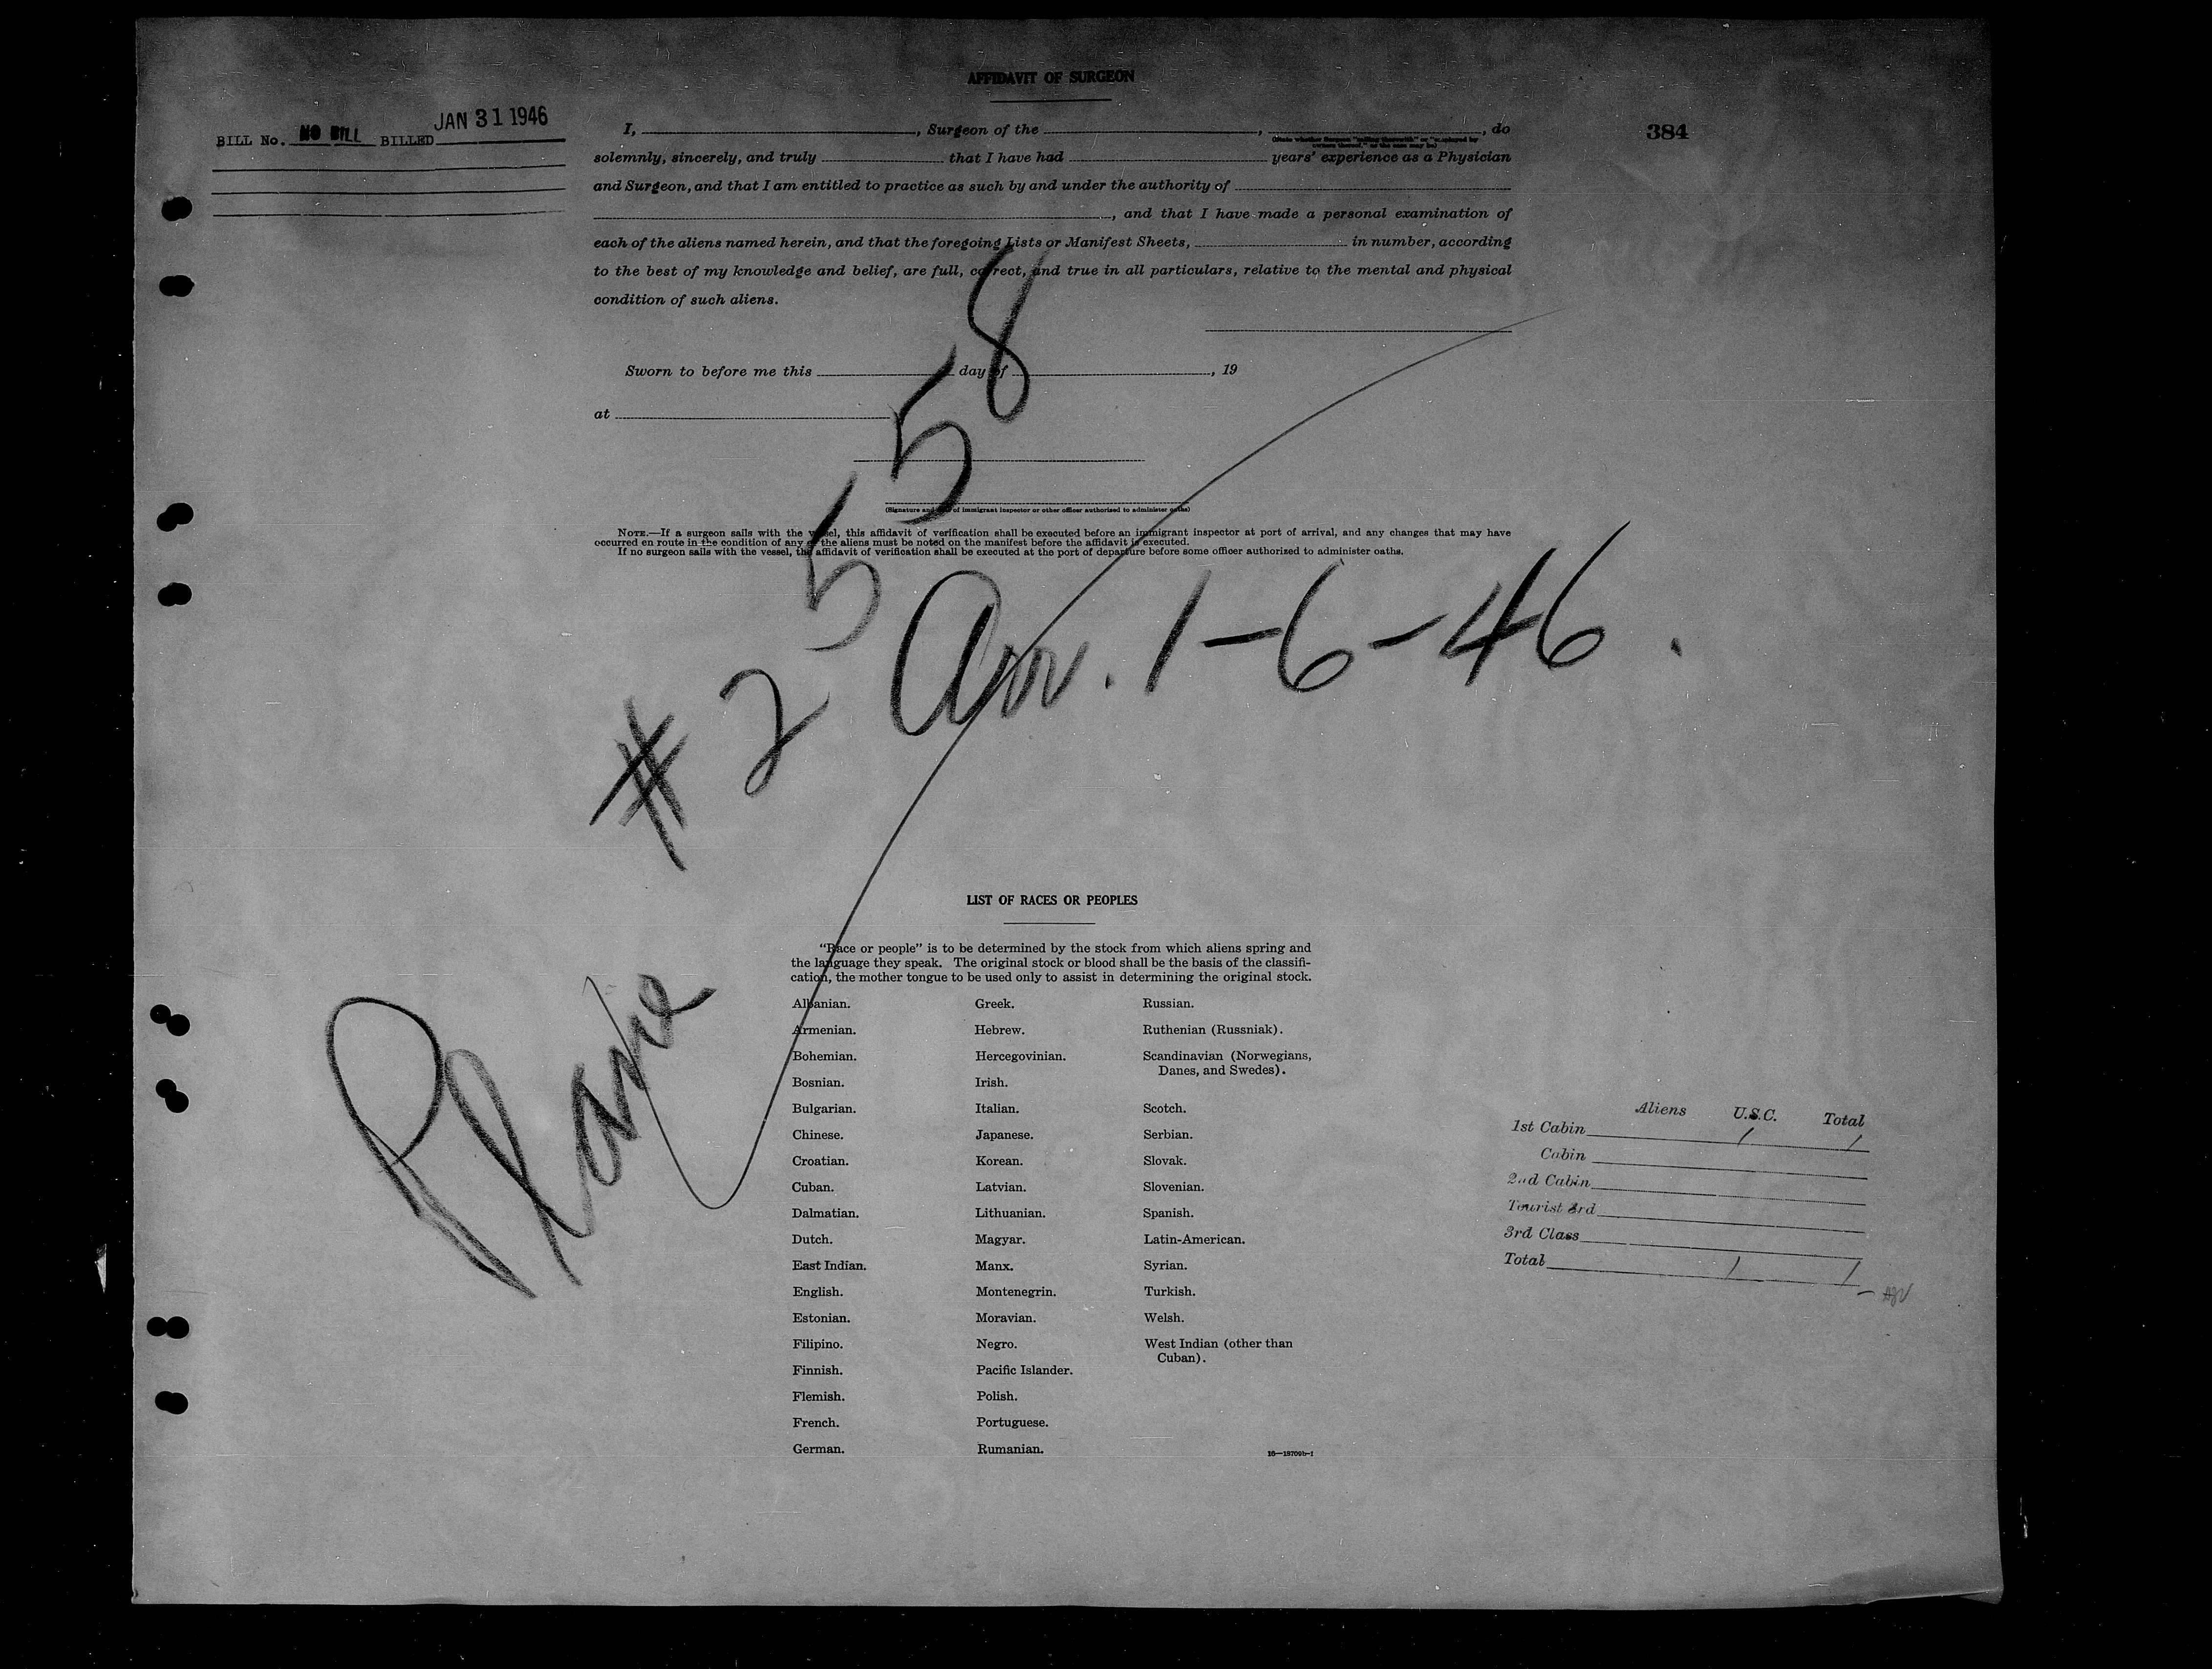 AFFIDAVIT OF SURGEON
BILL No. NO BILL BILLED JAN 31 1946
384
I, , Surgeon of the , , do
solemnly, sincerely, and truly that I have had years' experience as a Physician
and Surgeon, and that I am entitled to practice as such by and under the authority of
, and that I have made a personal examination of
each of the aliens named herein, and that the foregoing Lists or Manifest Sheets, in number, according
to the best of my knowledge and belief, are full, correct, and true in all particulars, relative to the mental and physical
condition of such aliens.
Sworn to before me this day of , 19
at
(Signature and of immigrant inspector or other officer authorized to administer oaths)
NOTE.—If a surgeon sails with the vessel, this affidavit of verification shall be executed before an immigrant inspector at port of arrival, and any changes that may have
occurred en route in the condition of any of the aliens must be noted on the manifest before the affidavit is executed.
If no surgeon sails with the vessel, the affidavit of verification shall be executed at the port of departure before some officer authorized to administer oaths.
# 2558
Arr. 1-6-46.
Plane
LIST OF RACES OR PEOPLES
"Race or people" is to be determined by the stock from which aliens spring and
the language they speak. The original stock or blood shall be the basis of the classifi-
cation, the mother tongue to be used only to assist in determining the original stock.
Albanian.
Armenian.
Bohemian.
Bosnian.
Bulgarian.
Chinese.
Croatian.
Cuban.
Dalmatian.
Dutch.
East Indian.
English.
Estonian.
Filipino.
Finnish.
Flemish.
French.
German.
Greek.
Hebrew.
Hercegovinian.
Irish.
Italian.
Japanese.
Korean.
Latvian.
Lithuanian.
Magyar.
Manx.
Montenegrin.
Moravian.
Negro.
Pacific Islander.
Polish.
Portuguese.
Rumanian.
Russian.
Ruthenian (Russniak).
Scandinavian (Norwegians,
Danes, and Swedes).
Scotch.
Serbian.
Slovak.
Slovenian.
Spanish.
Latin-American.
Syrian.
Turkish.
Welsh.
West Indian (other than
Cuban).
16—18709b-1
Aliens U.S.C. Total
1st Cabin 1 1
Cabin
2nd Cabin
Tourist 3rd
3rd Class
Total 1 1